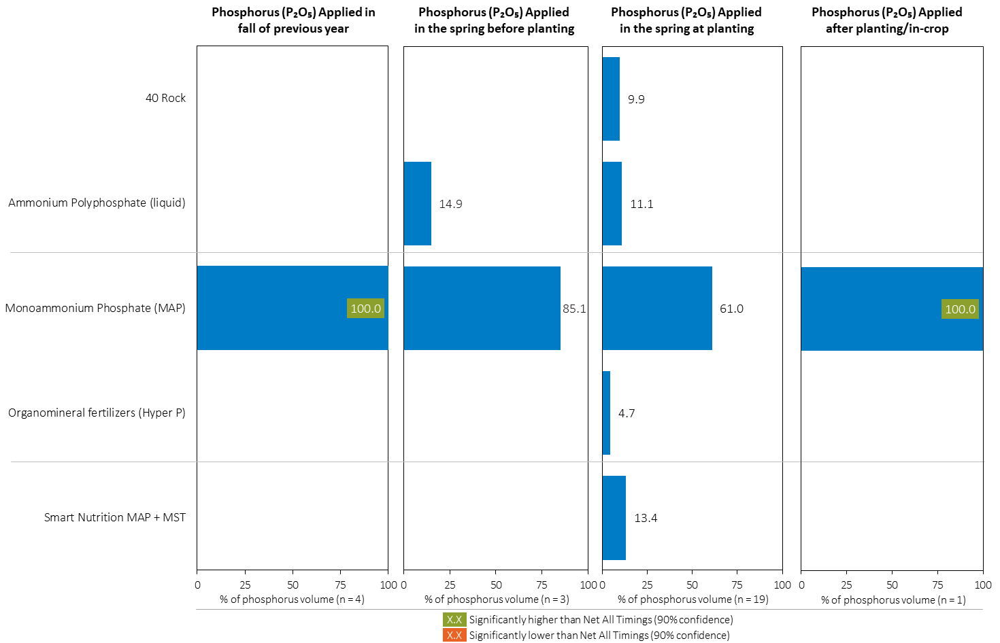 Phosphorus (P₂O₅) Applied in
fall of previous year
Phosphorus (P₂O₅) Applied
in the spring before planting
Phosphorus (P₂O₅) Applied
in the spring at planting
Phosphorus (P₂O₅) Applied
after planting/in-crop
40 Rock
9.9
Ammonium Polyphosphate (liquid)
14.9
11.1
Monoammonium Phosphate (MAP)
100.0
85.1
61.0
100.0
Organomineral fertilizers (Hyper P)
4.7
Smart Nutrition MAP + MST
13.4
0 25 50 75 100
0 25 50 75 100
0 25 50 75 100
0 25 50 75 100
% of phosphorus volume (n = 4)
% of phosphorus volume (n = 3)
% of phosphorus volume (n = 19)
% of phosphorus volume (n = 1)
X.X Significantly higher than Net All Timings (90% confidence)
X.X Significantly lower than Net All Timings (90% confidence)